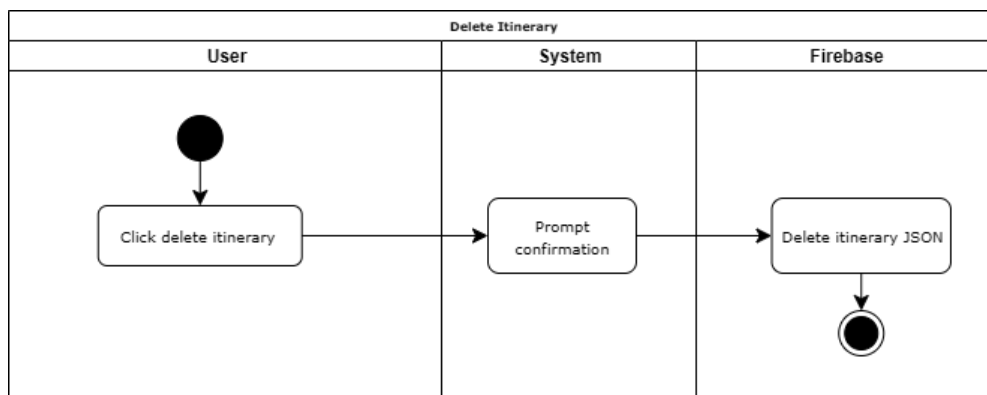 Delete Itinerary
User
System
Firebase
Click delete itinerary
Prompt
confirmation
Delete itinerary JSON